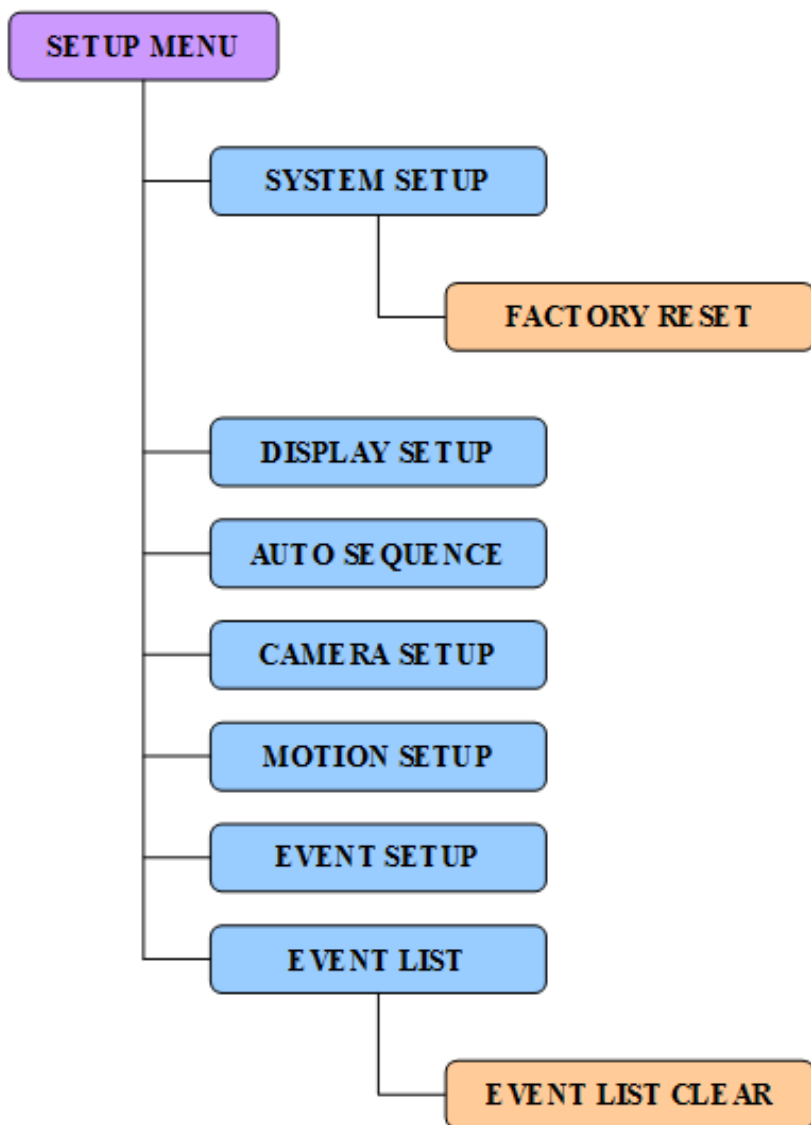 SETUP MENU
SYSTEM SETUP
FACTORY RESET
DISPLAY SETUP
AUTO SEQUENCE
CAMERA SETUP
MOTION SETUP
EVENT SETUP
EVENT LIST
EVENT LIST CLEAR